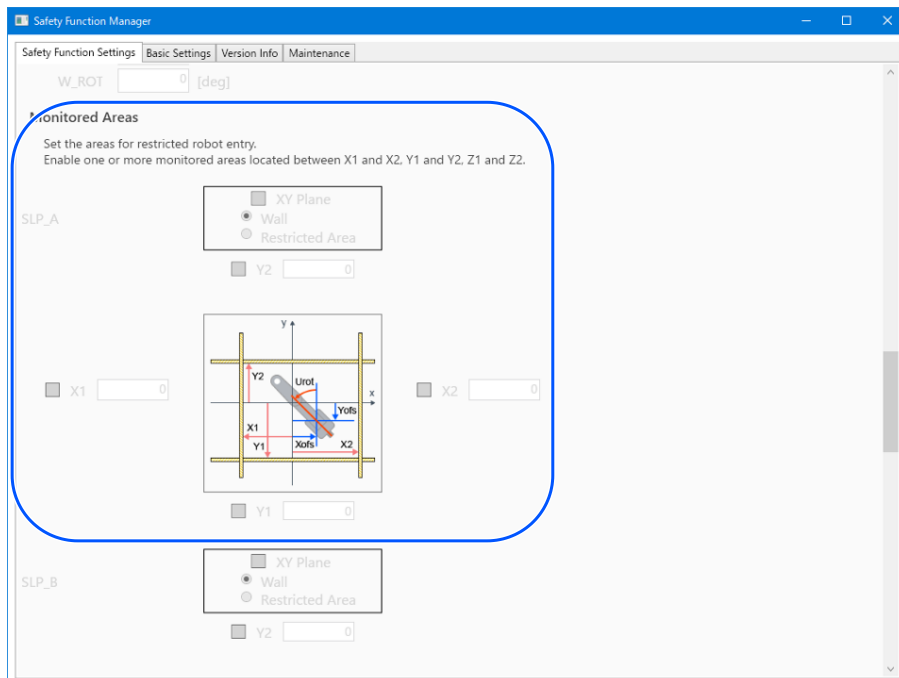 Safety Function Manager
Safety Function Settings Basic Settings Version Info Maintenance
W_ROT 0 [deg]
Monitored Areas
Set the areas for restricted robot entry.
Enable one or more monitored areas located between X1 and X2, Y1 and Y2, Z1 and Z2.
XY Plane
SLP_A Wall
Restricted Area
Y2 0
y
Y2 Urot
x
X1 0 X2 0
Yofs
X1
Y1 Xofs X2
Y1 0
XY Plane
SLP_B Wall
Restricted Area
Y2 0